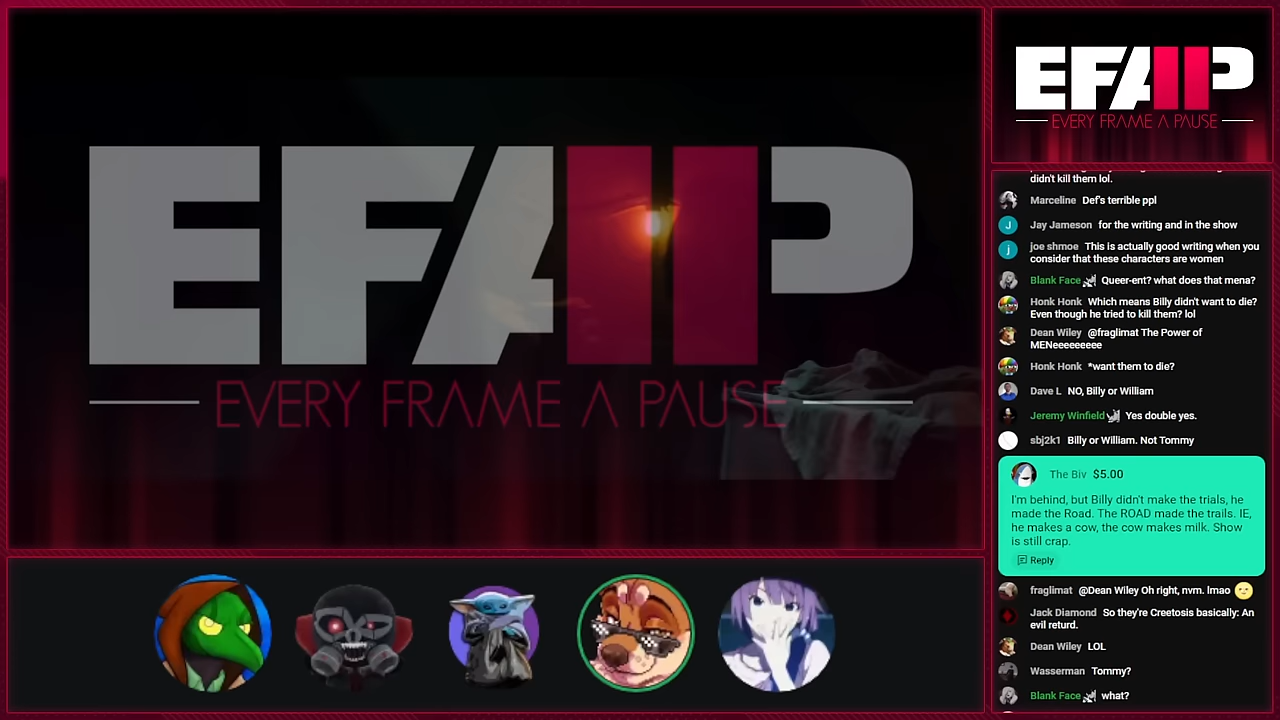 EFAP
EVERY FRAME A PAUSE
EFAP
EVERY FRAME A PAUSE
didn't kill them lol.
Marceline Def's terrible ppl
J Jay Jameson for the writing and in the show
j joe shmoe This is actually good writing when you
consider that these characters are women
Blank Face Queer-ent? what does that mena?
Honk Honk Which means Billy didn't want to die?
Even though he tried to kill them? lol
Dean Wiley @fraglimat The Power of
MENeeeeeeeee
Honk Honk *want them to die?
Dave L NO, Billy or William
Jeremy Winfield Yes double yes.
sbj2k1 Billy or William. Not Tommy
The Biv $5.00
I'm behind, but Billy didn't make the trials, he
made the Road. The ROAD made the trails. IE,
he makes a cow, the cow makes milk. Show
is still crap.
Reply
fraglimat @Dean Wiley Oh right, nvm. lmao
Jack Diamond So they're Creetosis basically: An
evil returd.
Dean Wiley LOL
Wasserman Tommy?
Blank Face what?